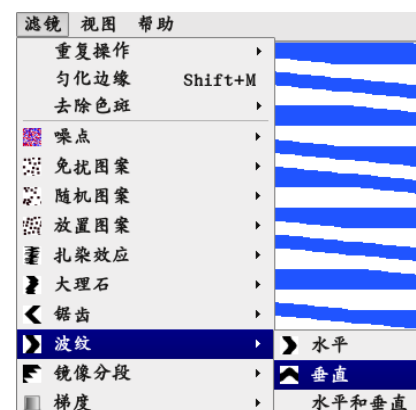 滤镜 视图 帮助
重复操作
匀化边缘 Shift+M
去除色斑
噪点
免扰图案
随机图案
放置图案
扎染效应
大理石
锯齿
波纹
水平
镜像分段
垂直
梯度
水平和垂直